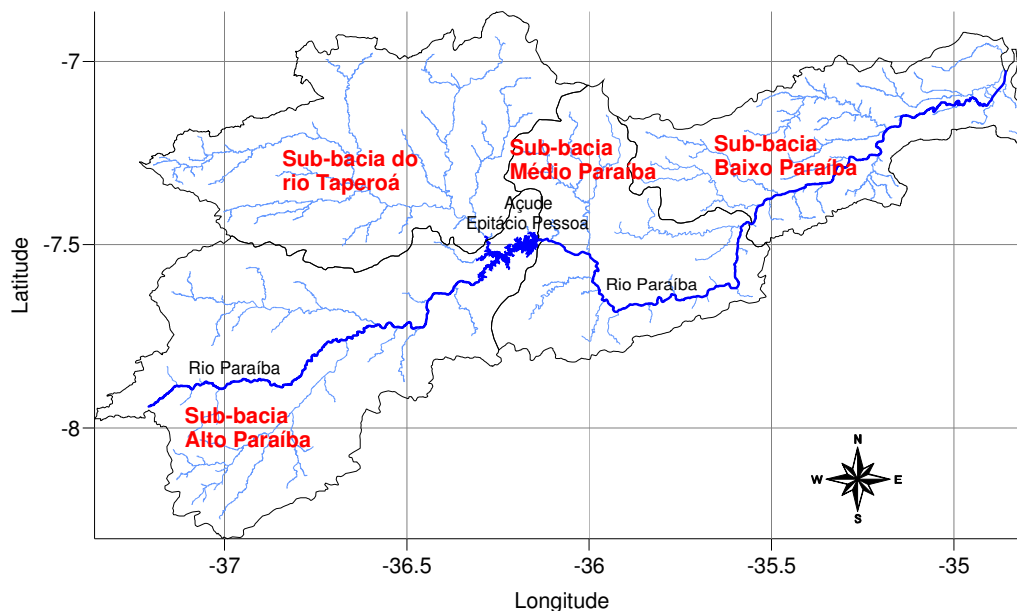 -7
Sub-bacia do
rio Taperoá
Sub-bacia
Médio Paraíba
Sub-bacia
Baixo Paraíba
Açude
Epitácio Pessoa
-7.5
Latitude
Rio Paraíba
Rio Paraíba
Sub-bacia
Alto Paraíba
-8
N
W
E
S
-37
-36.5
-36
-35.5
-35
Longitude